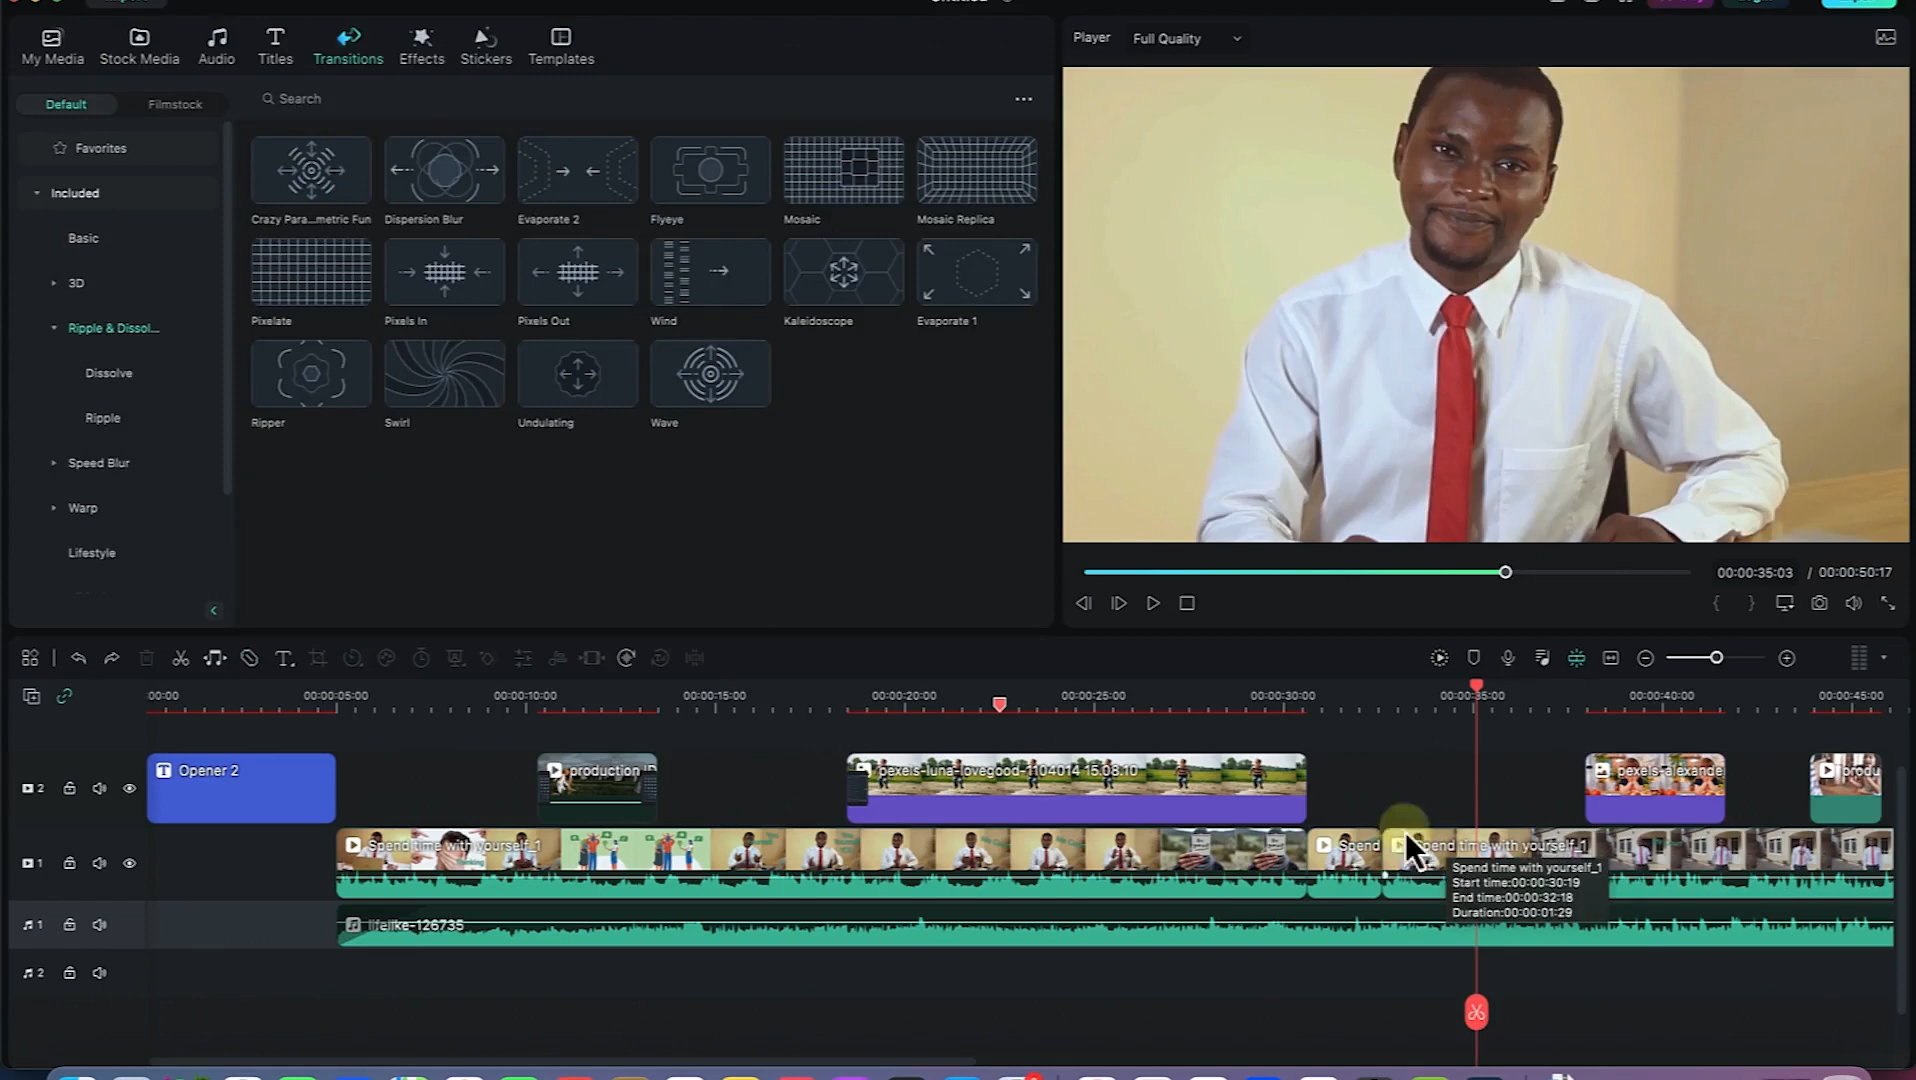 My Media
Stock Media
Audio
Titles
Transitions
Effects
Stickers
Templates
Player
Full Quality
Default
Filmstock
Search
Favorites
Included
Basic
3D
Ripple & Dissol...
Dissolve
Ripple
Speed Blur
Warp
Lifestyle
Crazy Para...metric Fun
Dispersion Blur
Evaporate 2
Flyeye
Mosaic
Mosaic Replica
Pixelate
Pixels In
Pixels Out
Wind
Kaleidoscope
Evaporate 1
Ripper
Swirl
Undulating
Wave
00:00:35:03 / 00:00:50:17
:00:00
00:00:05:00
00:00:10:00
00:00:15:00
00:00:20:00
00:00:25:00
00:00:30:00
00:00:35:00
00:00:40:00
00:00:45:00
2
Opener 2
production
pexels-luna-lovegood-1104014 15.08.10
pexels-alexande
produ
1
Spend time with yourself_1
Spend
Spend time with yourself_1
Spend time with yourself_1
Start time:00:00:30:19
End time:00:00:32:18
Duration:00:00:01:29
1
lifelike-126735
2